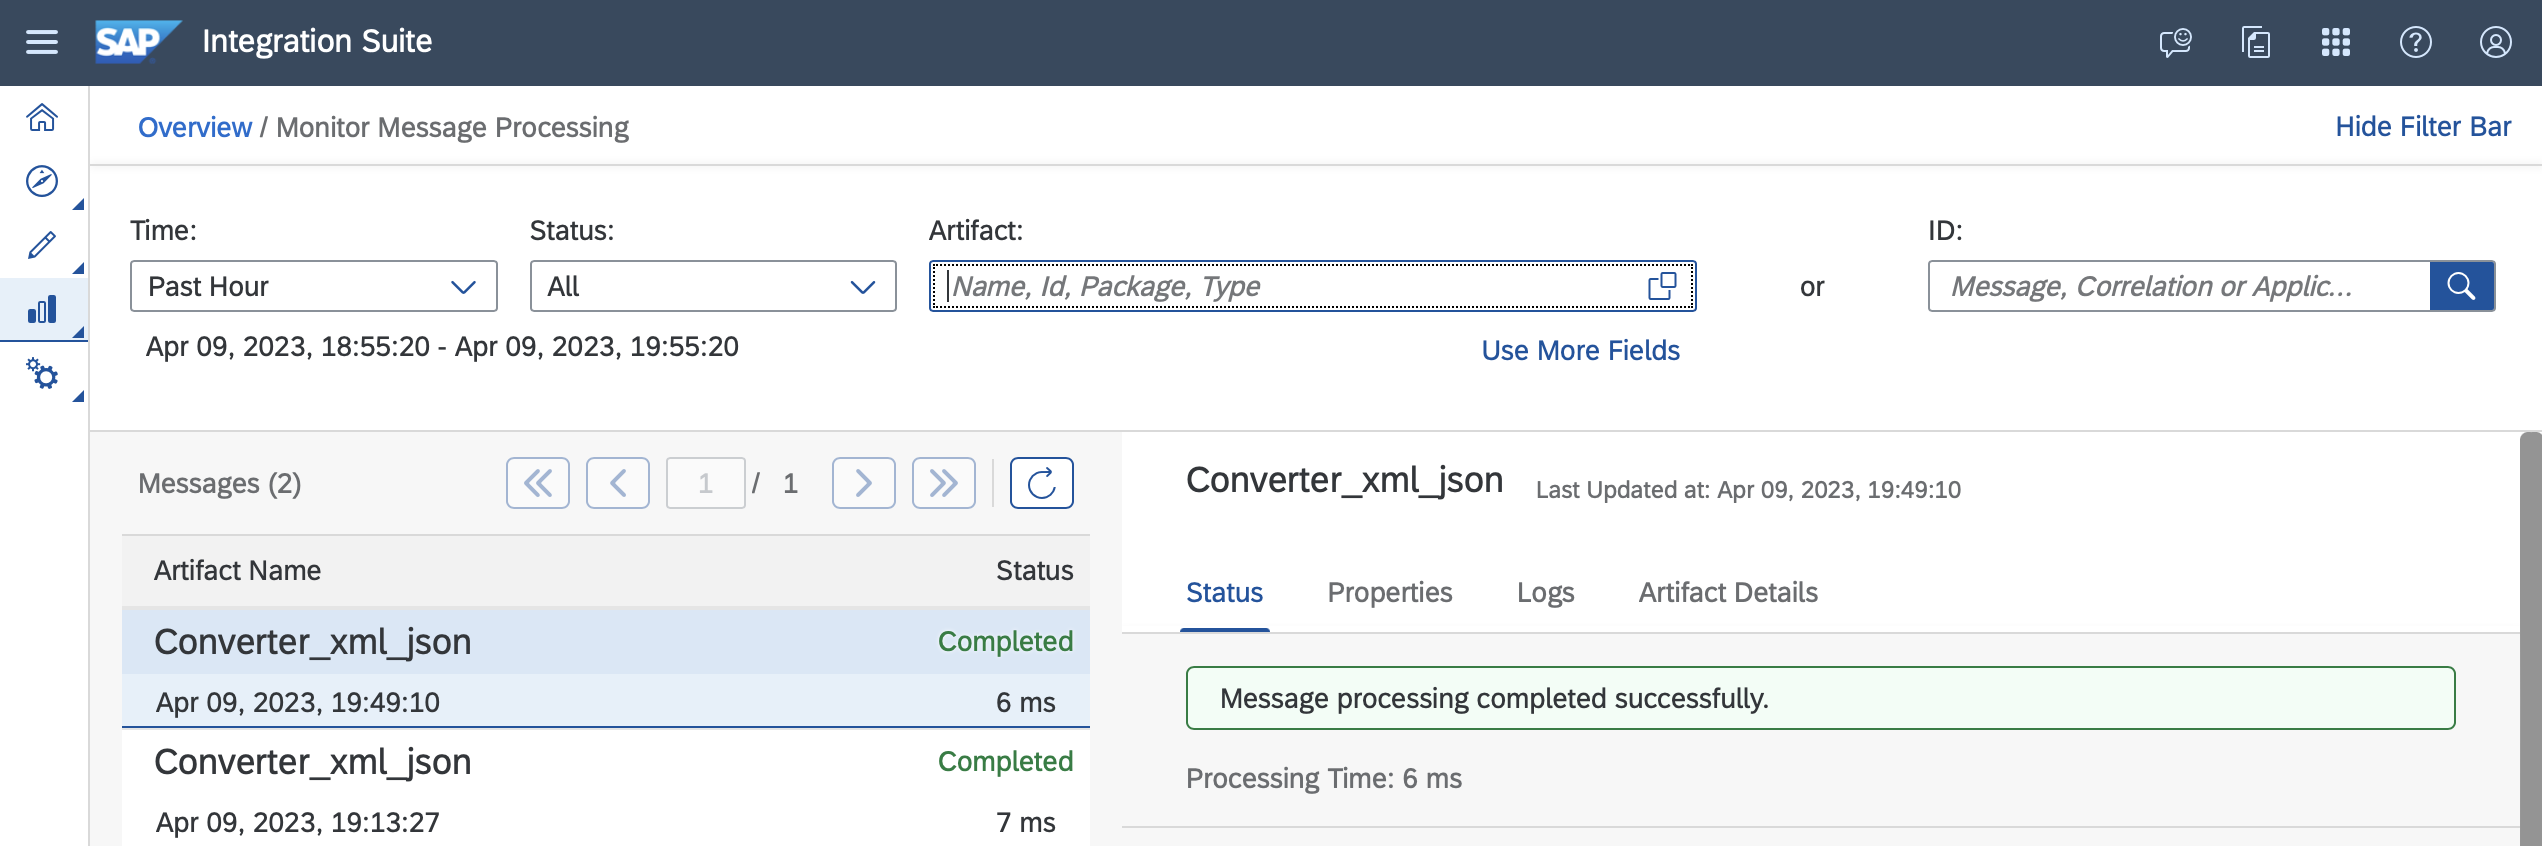 SAP Integration Suite
Overview / Monitor Message Processing
Hide Filter Bar
Time:
Past Hour
Apr 09, 2023, 18:55:20 - Apr 09, 2023, 19:55:20
Status:
All
Artifact:
Name, Id, Package, Type
Use More Fields
or
ID:
Message, Correlation or Applic...
Messages (2)
1 / 1
Artifact Name Status
Converter_xml_json Completed
Apr 09, 2023, 19:49:10 6 ms
Converter_xml_json Completed
Apr 09, 2023, 19:13:27 7 ms
Converter_xml_json Last Updated at: Apr 09, 2023, 19:49:10
Status Properties Logs Artifact Details
Message processing completed successfully.
Processing Time: 6 ms